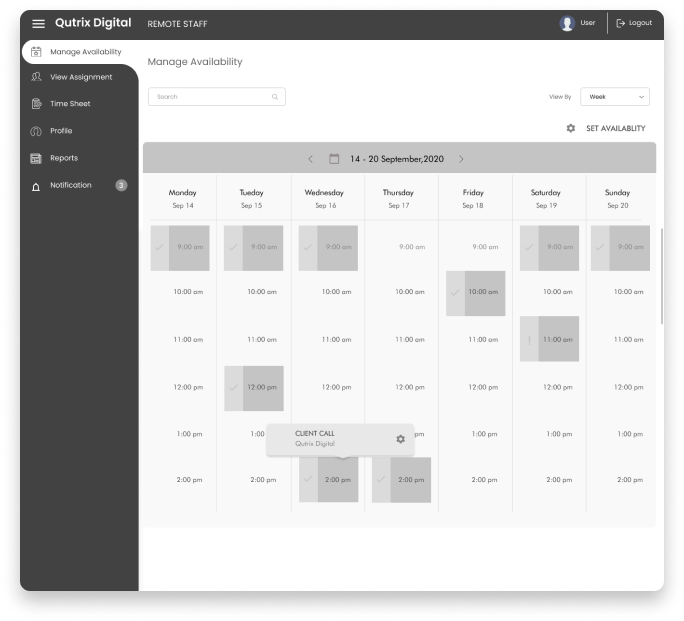 Qutrix Digital REMOTE STAFF User Logout
Manage Availability
View Assignment
Time Sheet
Profile
Reports
Notification 3
Manage Availability
Search View By Week
SET AVAILABLITY
14 - 20 September,2020
Monday Tueday Wednesday Thursday Friday Saturday Sunday
Sep 14 Sep 15 Sep 16 Sep 17 Sep 18 Sep 19 Sep 20
9:00 am 9:00 am 9:00 am 9:00 am 9:00 am 9:00 am 9:00 am
10:00 am 10:00 am 10:00 am 10:00 am 10:00 am 10:00 am 10:00 am
11:00 am 11:00 am 11:00 am 11:00 am 11:00 am 11:00 am 11:00 am
12:00 pm 12:00 pm 12:00 pm 12:00 pm 12:00 pm 12:00 pm 12:00 pm
1:00 pm 1:00 pm 1:00 pm 1:00 pm 1:00 pm
CLIENT CALL
Qutrix Digital
2:00 pm 2:00 pm 2:00 pm 2:00 pm 2:00 pm 2:00 pm 2:00 pm